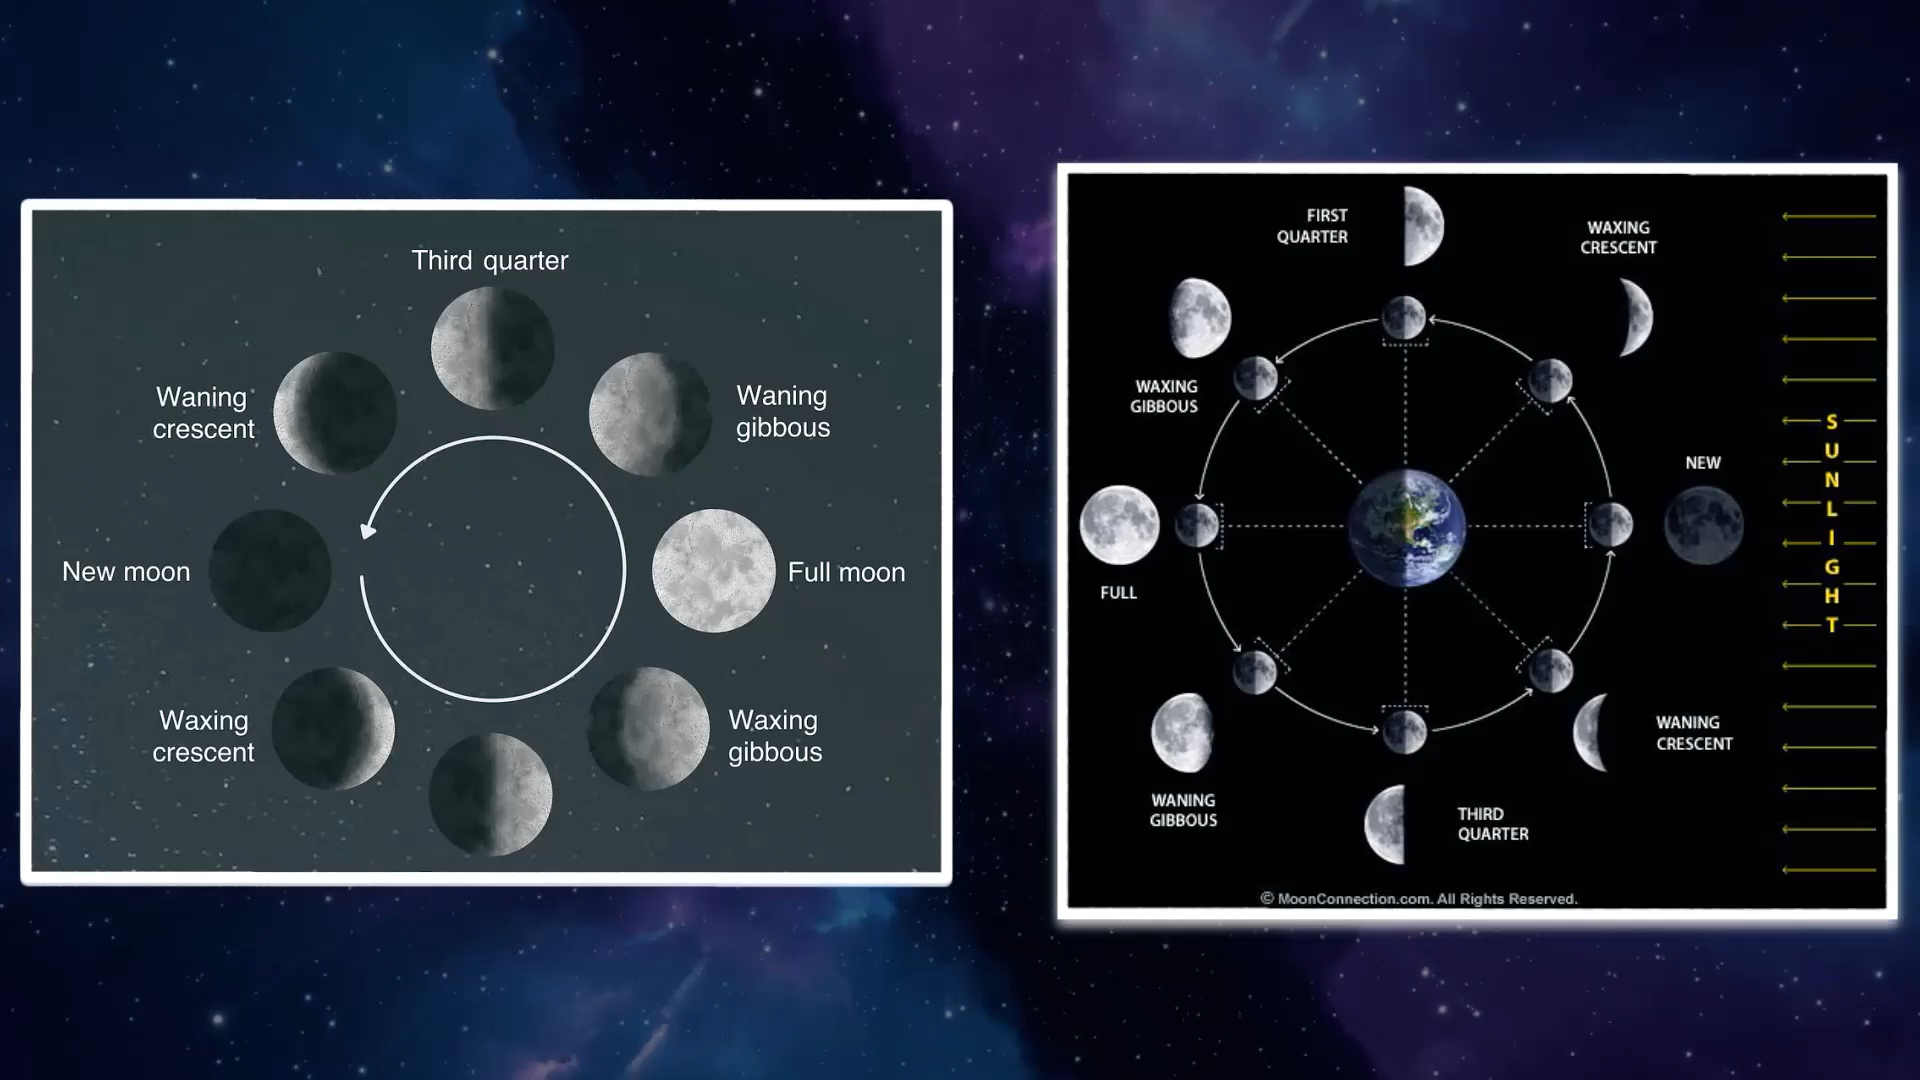 Third quarter
Waning
crescent
Waning
gibbous
New moon
Full moon
Waxing
crescent
Waxing
gibbous
FIRST
QUARTER
WAXING
CRESCENT
WAXING
GIBBOUS
NEW
FULL
SUNLIGHT
WANING
GIBBOUS
WANING
CRESCENT
THIRD
QUARTER
© MoonConnection.com. All Rights Reserved.